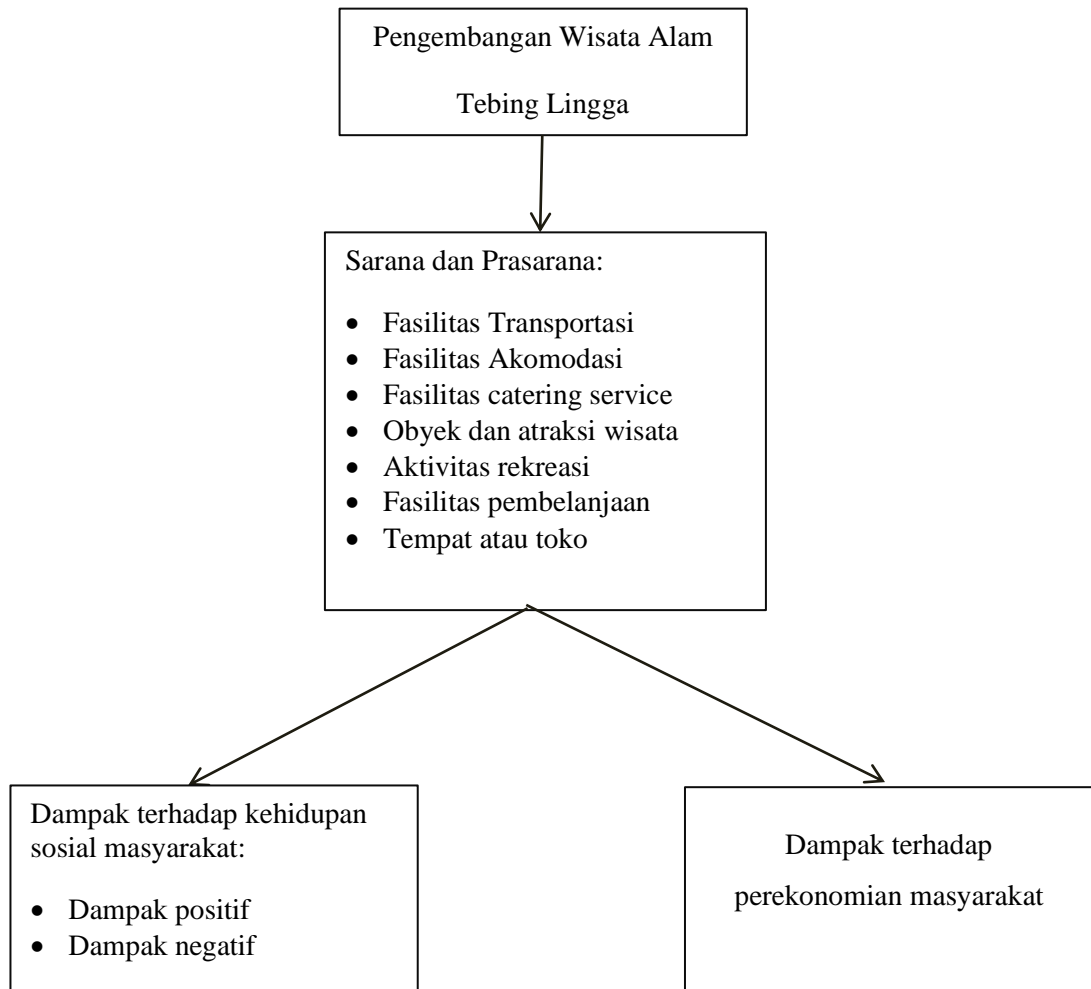 Pengembangan Wisata Alam
Tebing Lingga
Sarana dan Prasarana:
• Fasilitas Transportasi
• Fasilitas Akomodasi
• Fasilitas catering service
• Obyek dan atraksi wisata
• Aktivitas rekreasi
• Fasilitas pembelanjaan
• Tempat atau toko
Dampak terhadap kehidupan
sosial masyarakat:
• Dampak positif
• Dampak negatif
Dampak terhadap
perekonomian masyarakat